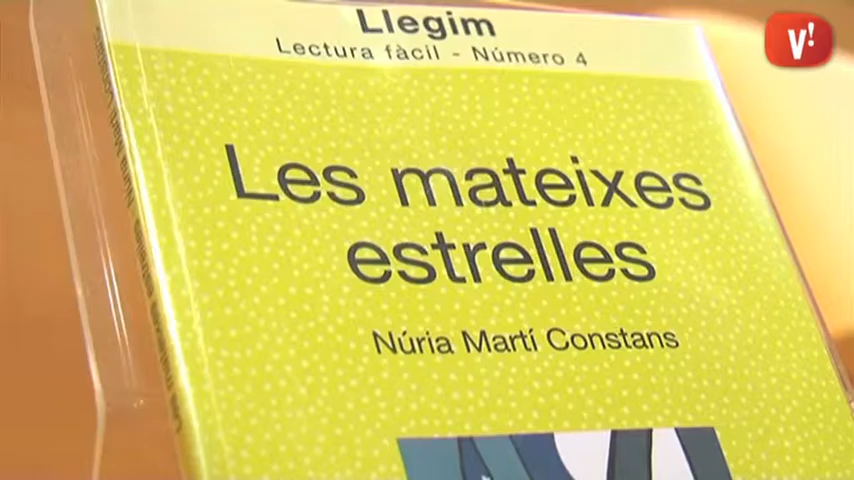 Llegim
Lectura fàcil - Número 4
Les mateixes
estrelles
Núria Martí Constans
V!